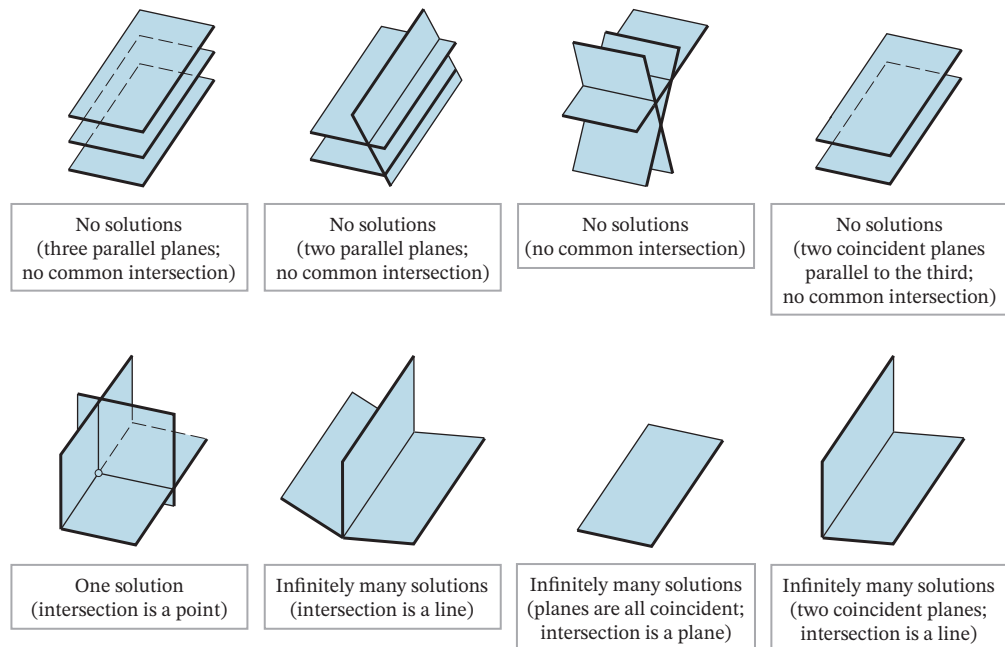 No solutions
(three parallel planes;
no common intersection)
No solutions
(two parallel planes;
no common intersection)
No solutions
(no common intersection)
No solutions
(two coincident planes
parallel to the third;
no common intersection)
One solution
(intersection is a point)
Infinitely many solutions
(intersection is a line)
Infinitely many solutions
(planes are all coincident;
intersection is a plane)
Infinitely many solutions
(two coincident planes;
intersection is a line)